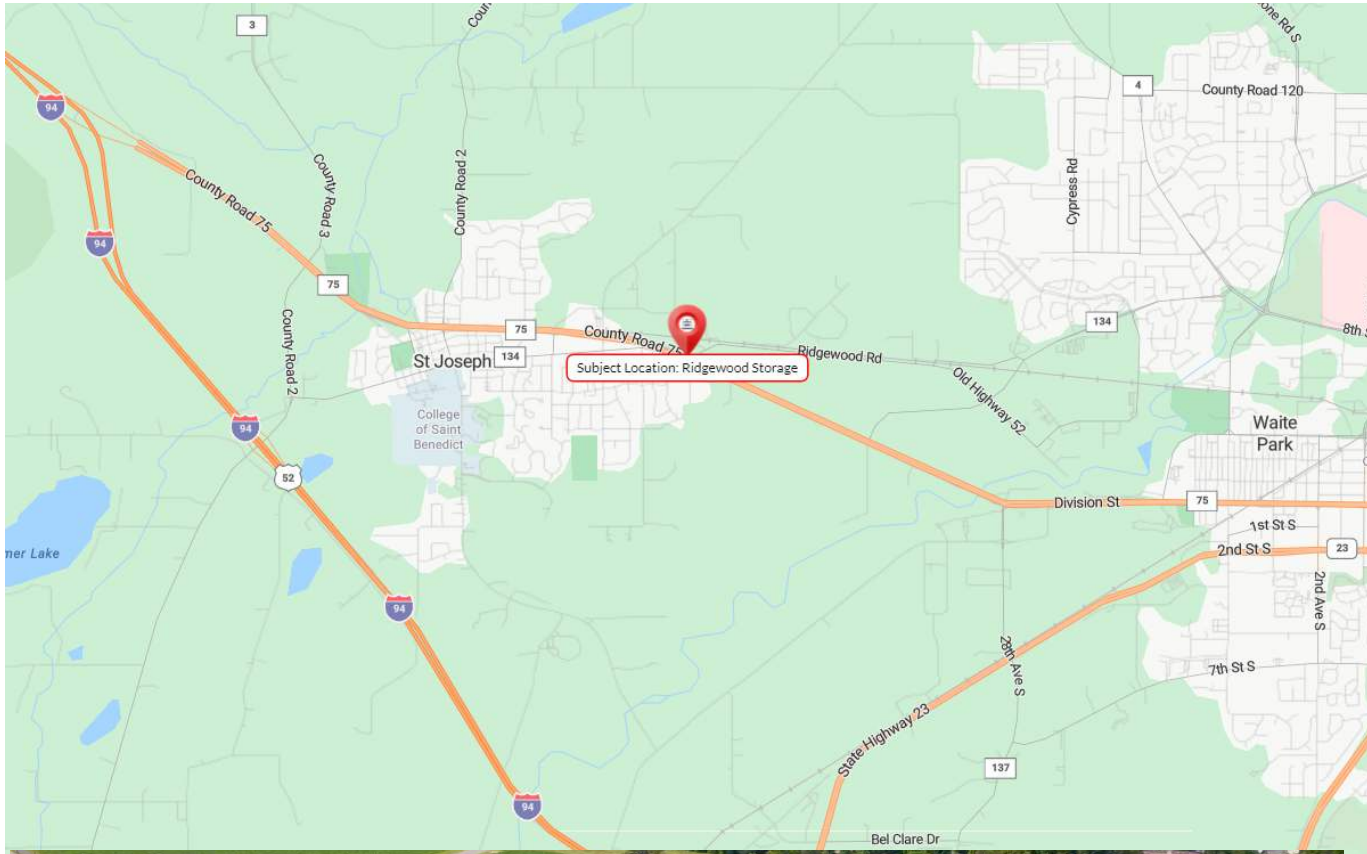 3
94
County Road 2
4
County Road 120
County Road 3
County Road 75
Cypress Rd
94
75
134
75
County Road 75
St Joseph
134
Ridgewood Rd
Subject Location: Ridgewood Storage
Old Highway 52
College
of Saint
Benedict
Waite
Park
County Road 2
94
52
Division St
75
1st St S
2nd St S
23
94
2nd Ave S
28th Ave S
7th St S
State Highway 23
137
94
Bel Clare Dr